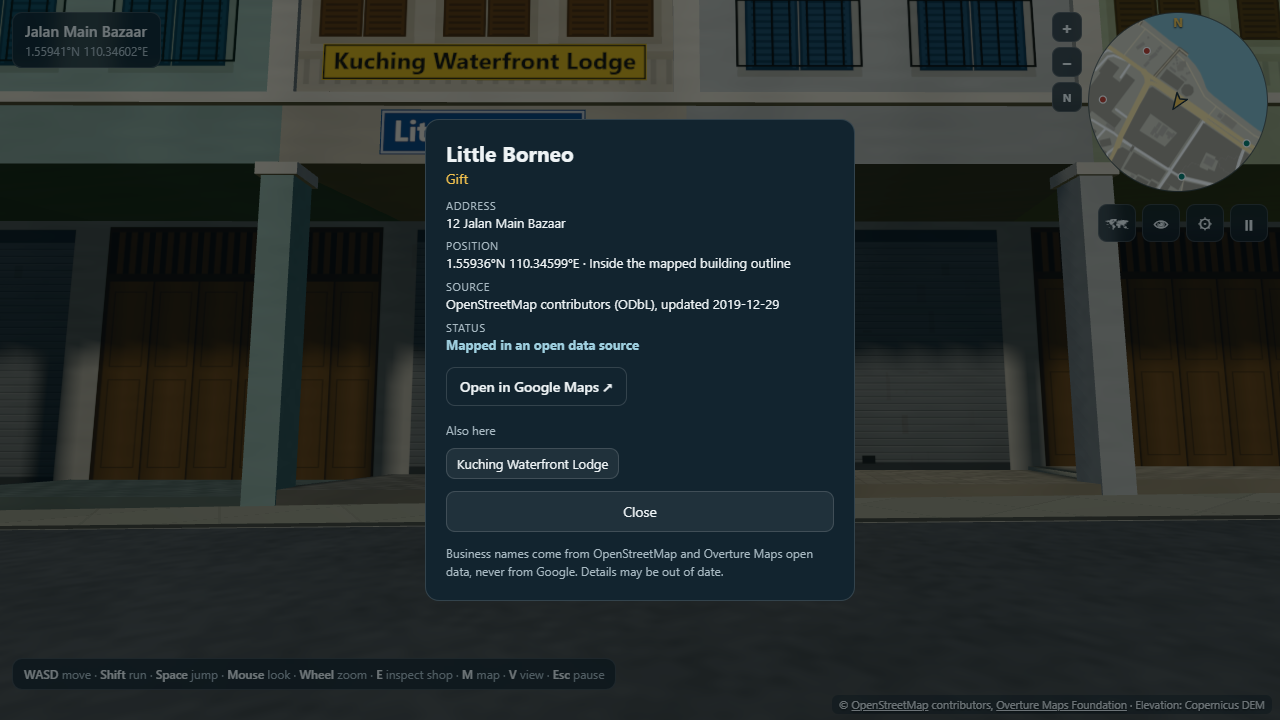 Jalan Main Bazaar
1.55941°N 110.34602°E
Kuching Waterfront Lodge
Lit
+
−
N
N
Little Borneo
Gift
ADDRESS
12 Jalan Main Bazaar
POSITION
1.55936°N 110.34599°E · Inside the mapped building outline
SOURCE
OpenStreetMap contributors (ODbL), updated 2019-12-29
STATUS
Mapped in an open data source
Open in Google Maps ↗
Also here
Kuching Waterfront Lodge
Close
Business names come from OpenStreetMap and Overture Maps open
data, never from Google. Details may be out of date.
WASD move · Shift run · Space jump · Mouse look · Wheel zoom · E inspect shop · M map · V view · Esc pause
© OpenStreetMap contributors, Overture Maps Foundation · Elevation: Copernicus DEM